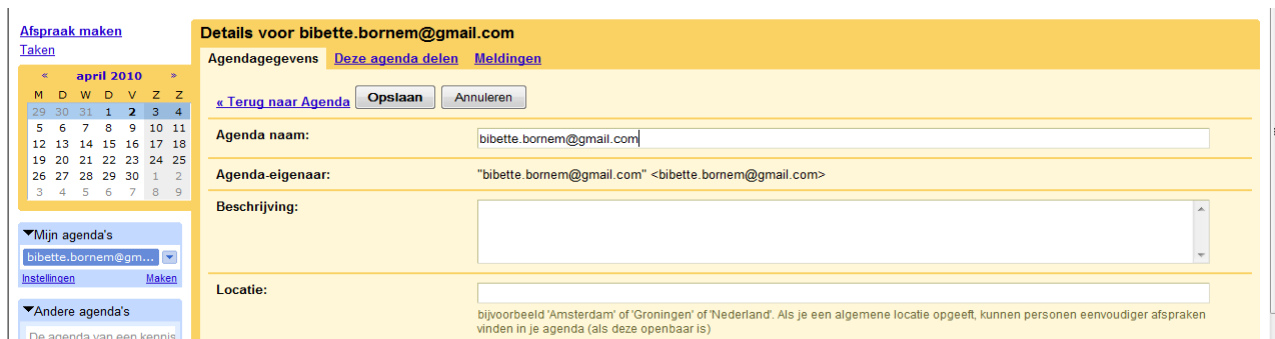 Afspraak maken
Taken
« april 2010 »
M D W D V Z Z
29 30 31 1 2 3 4
5 6 7 8 9 10 11
12 13 14 15 16 17 18
19 20 21 22 23 24 25
26 27 28 29 30 1 2
3 4 5 6 7 8 9
Mijn agenda's
bibette.bornem@gm...
Instellingen Maken
Andere agenda's
De agenda van een kennis
Details voor bibette.bornem@gmail.com
Agendagegevens Deze agenda delen Meldingen
« Terug naar Agenda Opslaan Annuleren
Agenda naam: bibette.bornem@gmail.com
Agenda-eigenaar: "bibette.bornem@gmail.com" <bibette.bornem@gmail.com>
Beschrijving:
Locatie:
bijvoorbeeld 'Amsterdam' of 'Groningen' of 'Nederland'. Als je een algemene locatie opgeeft, kunnen personen eenvoudiger afspraken
vinden in je agenda (als deze openbaar is)